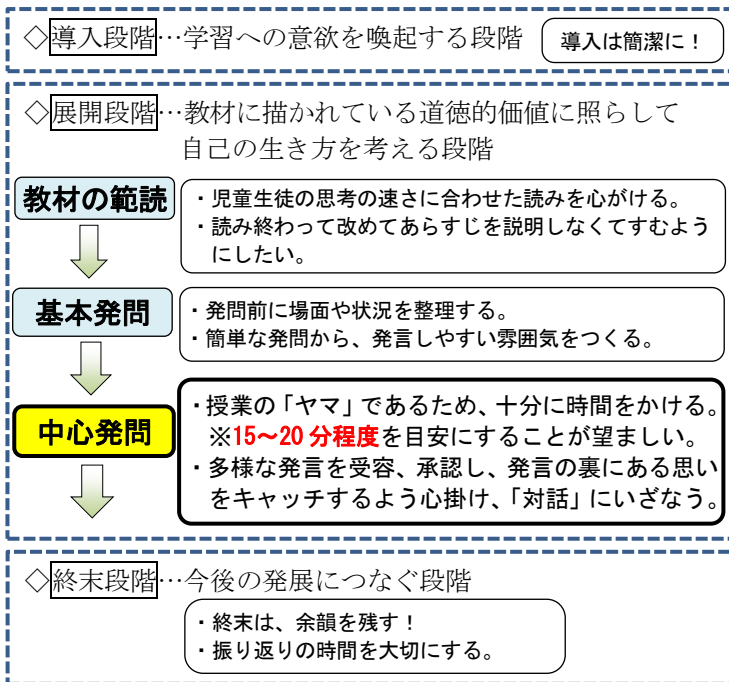 ◇導入段階…学習への意欲を喚起する段階
導入は簡潔に！
◇展開段階…教材に描かれている道徳的価値に照らして
自己の生き方を考える段階
教材の範読
・児童生徒の思考の速さに合わせた読みを心がける。
・読み終わって改めてあらすじを説明しなくてすむよう
にしたい。
基本発問
・発問前に場面や状況を整理する。
・簡単な発問から、発言しやすい雰囲気をつくる。
中心発問
・授業の「ヤマ」であるため、十分に時間をかける。
※15～20 分程度を目安にすることが望ましい。
・多様な発言を受容、承認し、発言の裏にある思い
をキャッチするよう心掛け、「対話」にいざなう。
◇終末段階…今後の発展につなぐ段階
・終末は、余韻を残す！
・振り返りの時間を大切にする。